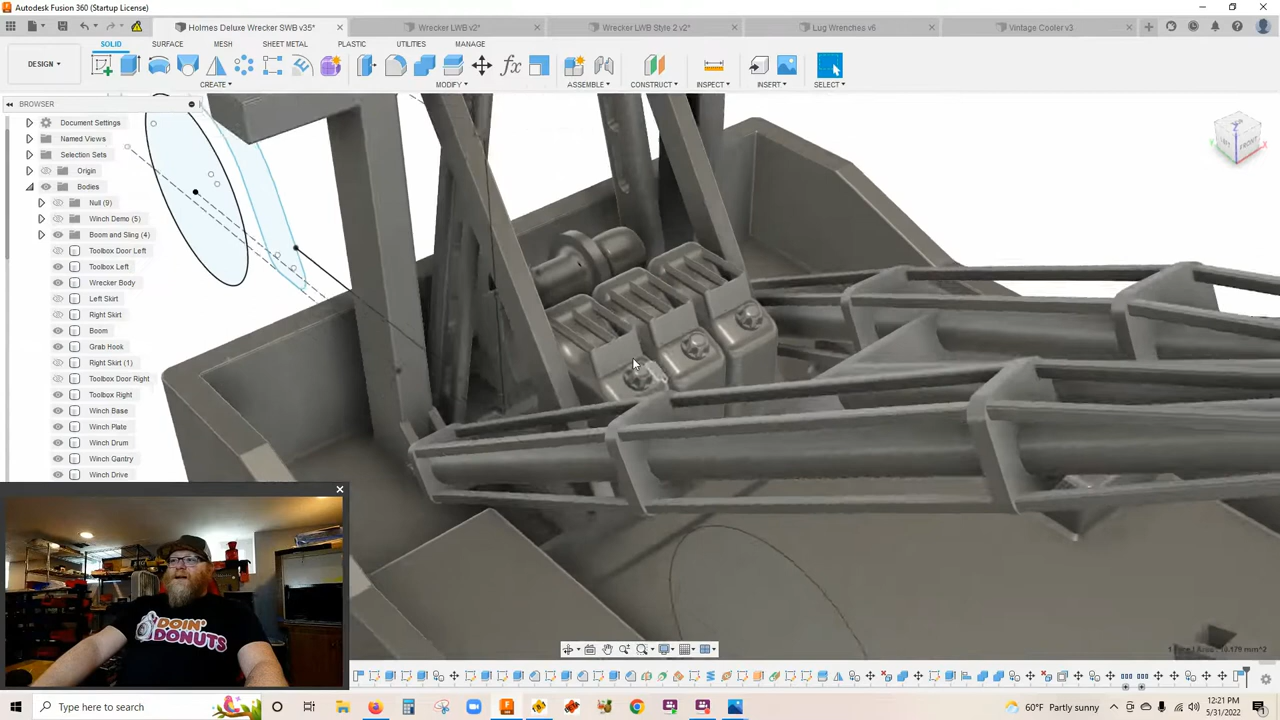 Autodesk Fusion 360 (Startup License)
Holmes Deluxe Wrecker SWB v35*
Wrecker LWB v2*
Wrecker LWB Style 2 v2*
Lug Wrenches v6
Vintage Cooler v3
SOLID
SURFACE
MESH
SHEET METAL
PLASTIC
UTILITIES
MANAGE
DESIGN
CREATE
MODIFY
ASSEMBLE
CONSTRUCT
INSPECT
INSERT
SELECT
BROWSER
Document Settings
Named Views
Selection Sets
Origin
Bodies
Null (9)
Winch Demo (5)
Boom and Sling (4)
Toolbox Door Left
Toolbox Left
Wrecker Body
Left Skirt
Right Skirt
Boom
Grab Hook
Right Skirt (1)
Toolbox Door Right
Toolbox Right
Winch Base
Winch Plate
Winch Drum
Winch Gantry
Winch Drive
FRONT
DOIN'
DONUTS
Type here to search
60°F Partly sunny
12:21 PM
5/31/2022